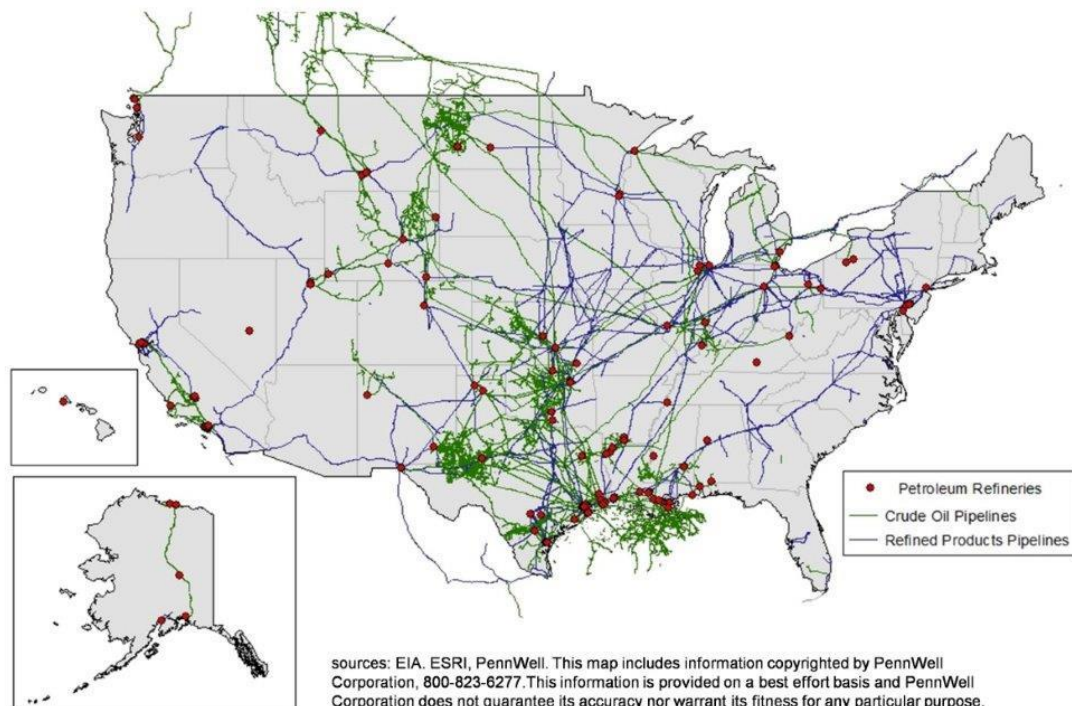 Petroleum Refineries
Crude Oil Pipelines
Refined Products Pipelines
sources: EIA. ESRI, PennWell. This map includes information copyrighted by PennWell
Corporation, 800-823-6277.This information is provided on a best effort basis and PennWell
Corporation does not guarantee its accuracy nor warrant its fitness for any particular purpose.